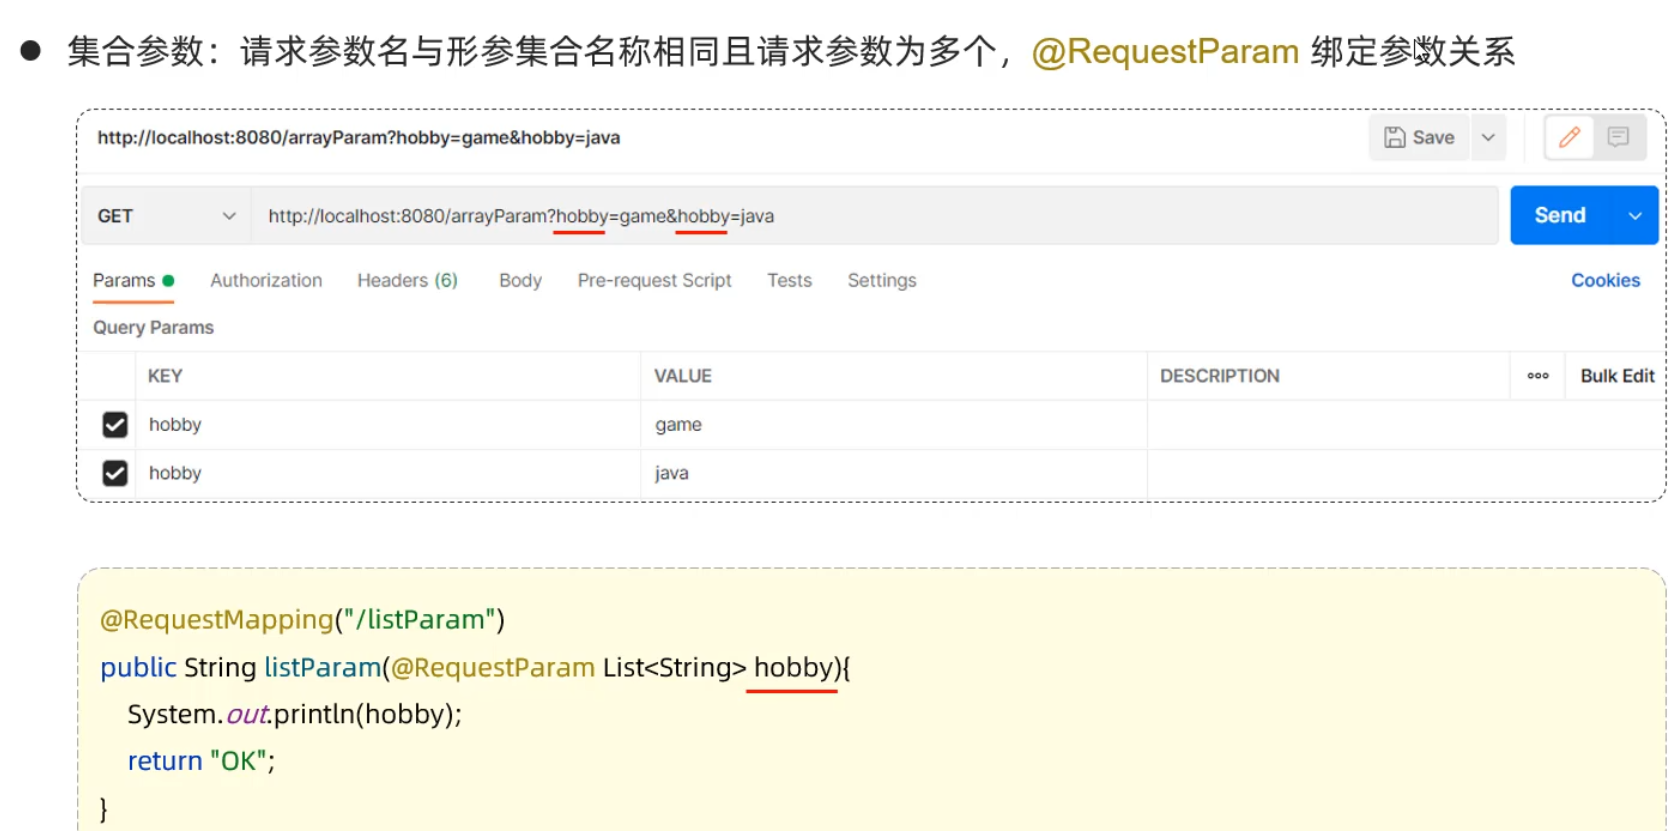 ● 集合参数：请求参数名与形参集合名称相同且请求参数为多个，@RequestParam 绑定参数关系
http://localhost:8080/arrayParam?hobby=game&hobby=java
Save
GET
http://localhost:8080/arrayParam?hobby=game&hobby=java
Send
Params Authorization Headers (6) Body Pre-request Script Tests Settings Cookies
Query Params
KEY VALUE DESCRIPTION ooo Bulk Edit
hobby game
hobby java
@RequestMapping("/listParam")
public String listParam(@RequestParam List<String> hobby){
System.out.println(hobby);
return "OK";
}